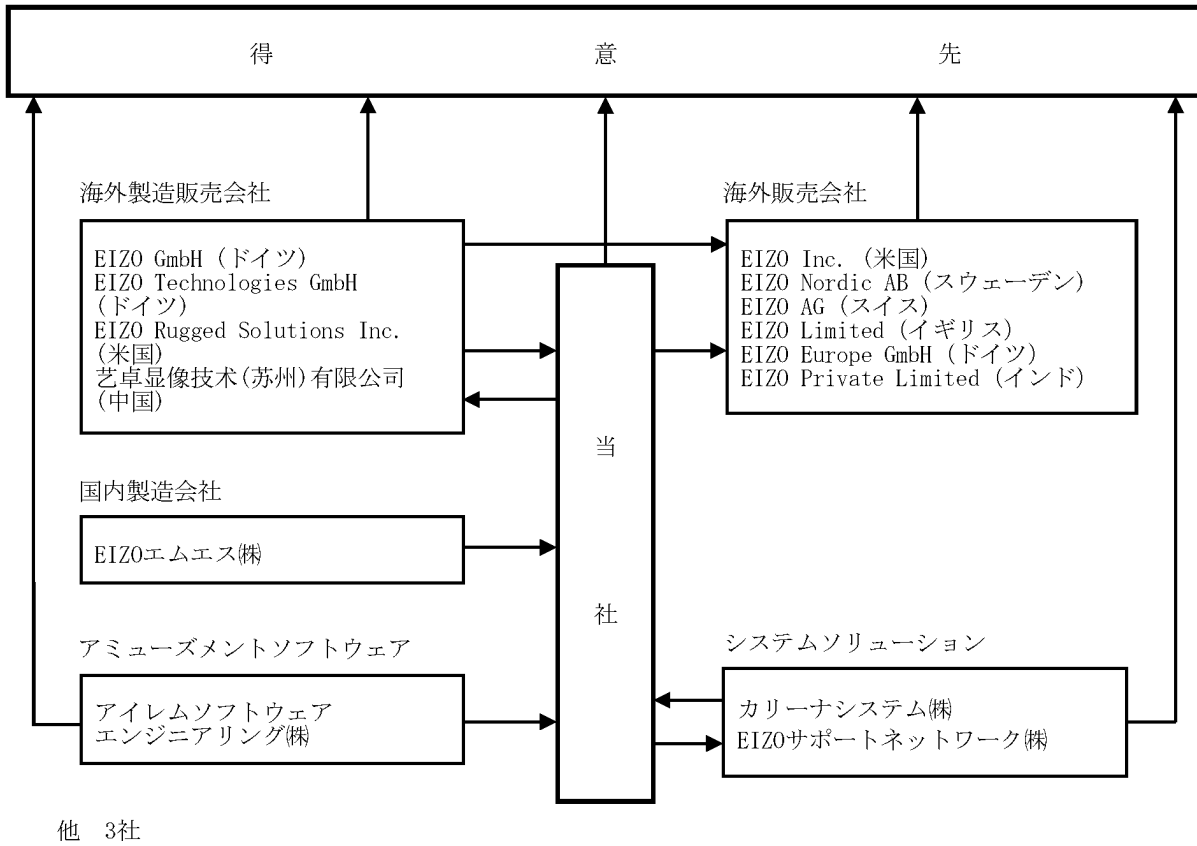 得 意 先
海外製造販売会社
EIZO GmbH (ドイツ)
EIZO Technologies GmbH
(ドイツ)
EIZO Rugged Solutions Inc.
(米国)
艺卓显像技术(苏州)有限公司
(中国)
海外販売会社
EIZO Inc. (米国)
EIZO Nordic AB (スウェーデン)
EIZO AG (スイス)
EIZO Limited (イギリス)
EIZO Europe GmbH (ドイツ)
EIZO Private Limited (インド)
当
社
国内製造会社
EIZOエムエス㈱
アミューズメントソフトウェア
アイレムソフトウェア
エンジニアリング㈱
システムソリューション
カリーナシステム㈱
EIZOサポートネットワーク㈱
他 3社